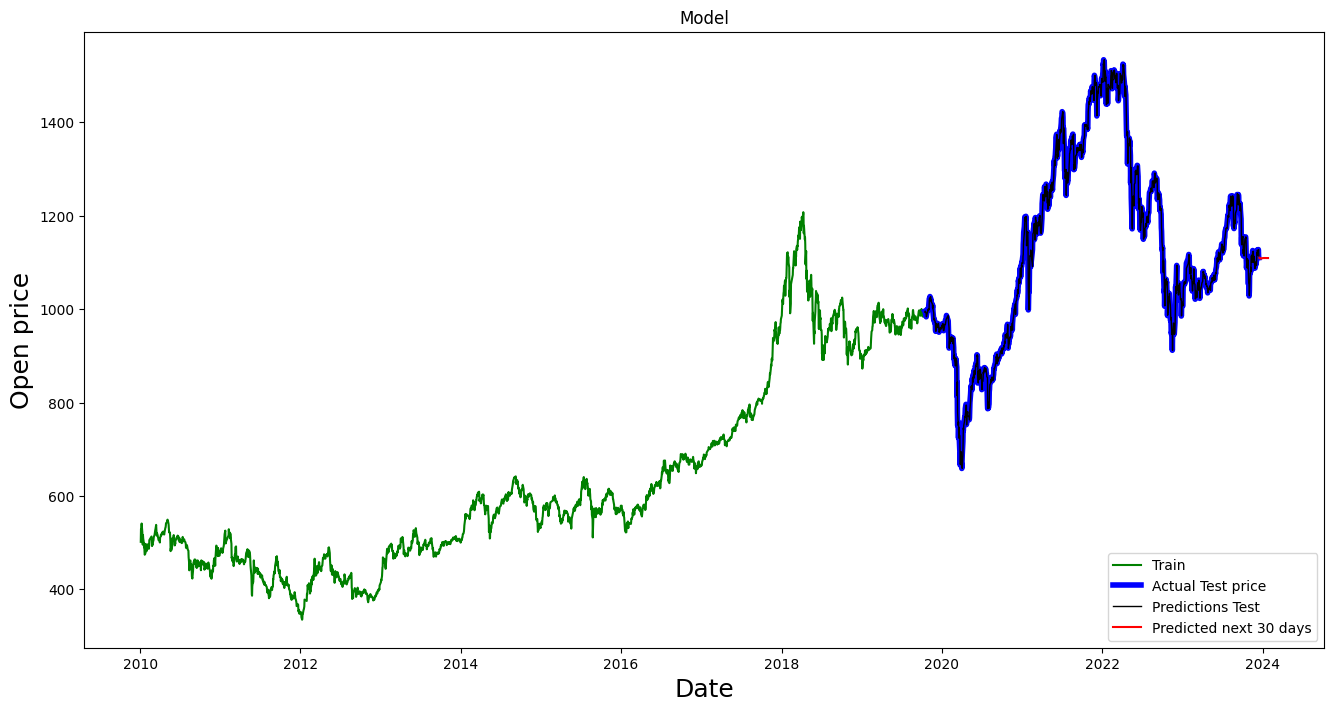 Model
Open price
1400
1200
1000
800
600
400
2010 2012 2014 2016 2018 2020 2022 2024
Date
Train
Actual Test price
Predictions Test
Predicted next 30 days